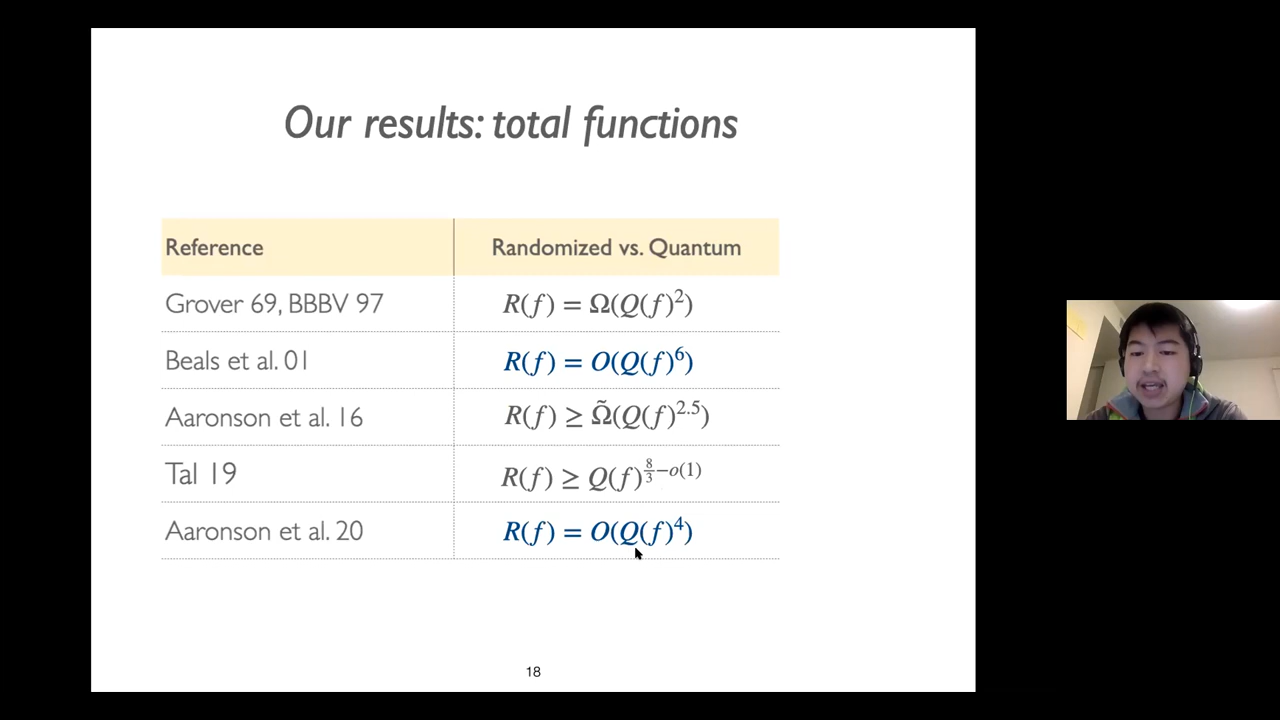 Our results: total functions
Reference Randomized vs. Quantum
Grover 69, BBBV 97 R(f) = Ω(Q(f)^2)
Beals et al. 01 R(f) = O(Q(f)^6)
Aaronson et al. 16 R(f) ≥ Ω̃(Q(f)^2.5)
Tal 19 R(f) ≥ Q(f)^(8/3−o(1))
Aaronson et al. 20 R(f) = O(Q(f)^4)
18